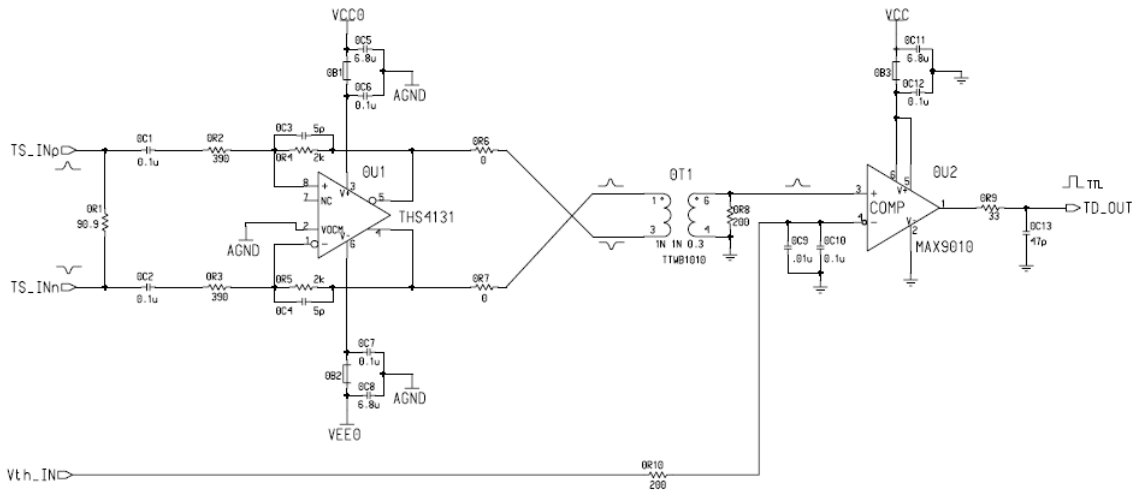 VCC0
0C5
6.8u
0B1
0C6
0.1u
AGND
VCC
0C11
6.8u
0B3
0C12
0.1u
TS_INp
0C1
0.1u
0R2
390
0C3
5p
0R4
2k
0R6
0
0R1
90.9
8
+
7
NC
2
VOCM
1
-
V+
3
V-
6
5
4
0U1
THS4131
AGND
TS_INn
0C2
0.1u
0R3
390
0R5
2k
0C4
5p
0R7
0
0T1
1
3
6
4
1N 1N 0.3
TTWB1010
0R8
200
3
+
4
-
COMP
6
5
V+
V-
2
1
0U2
MAX9010
0C9
.01u
0C10
0.1u
0R9
33
TTL
TD_OUT
0C13
47p
0C7
0.1u
0B2
0C8
6.8u
AGND
VEE0
Vth_IN
0R10
200